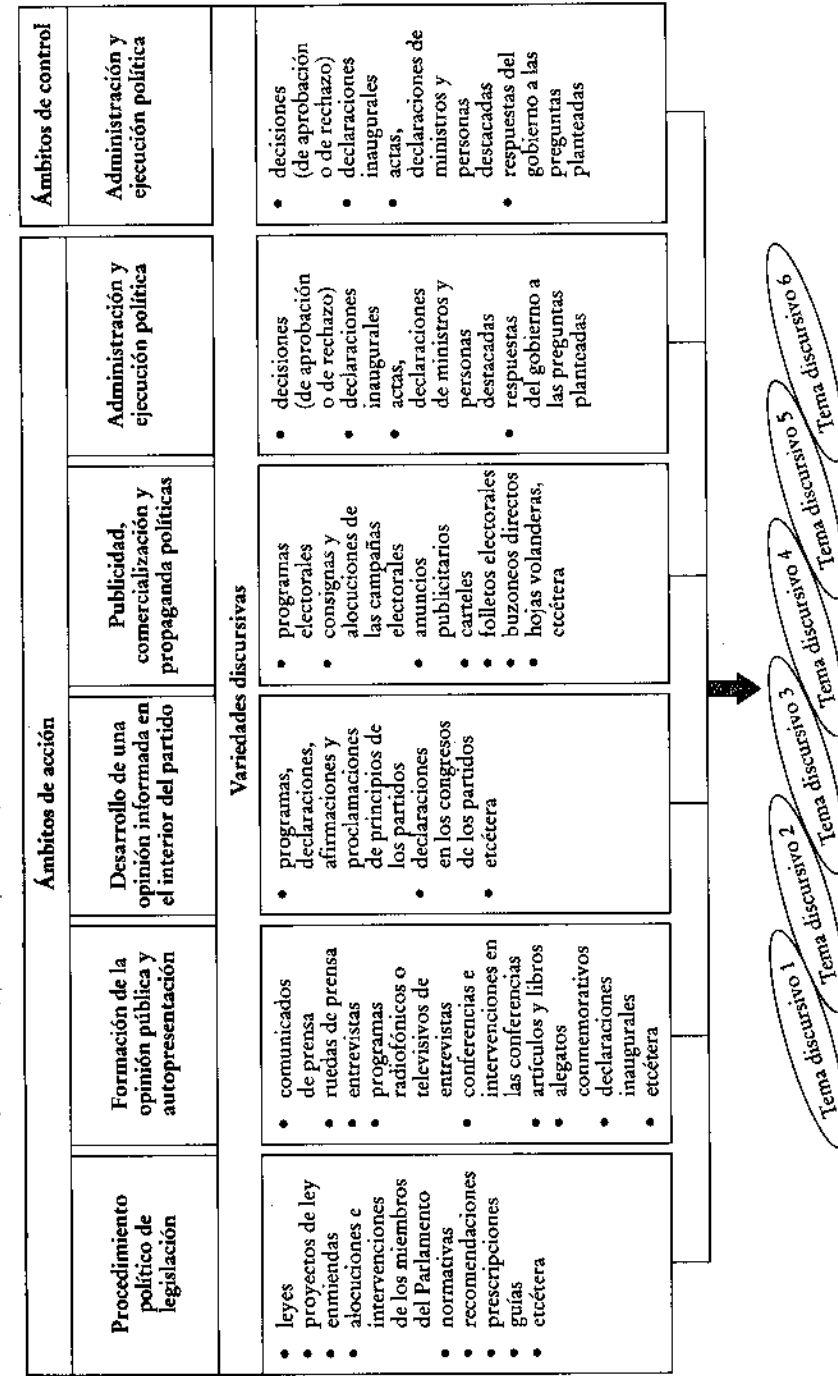 Ámbitos de acción
Ámbitos de control
Procedimiento
político de
legislación
Formación de la
opinión pública y
autopresentación
Desarrollo de una
opinión informada en
el interior del partido
Publicidad,
comercialización y
propaganda políticas
Administración y
ejecución política
Administración y
ejecución política
Variedades discursivas
• leyes
• proyectos de ley
• enmiendas
• alocuciones e
intervenciones
de los miembros
del Parlamento
• normativas
• recomendaciones
• prescripciones
• guías
• etcétera
• comunicados
de prensa
• ruedas de prensa
• entrevistas
• programas
radiofónicos o
televisivos de
entrevistas
• conferencias e
intervenciones en
las conferencias
• artículos y libros
• alegatos
conmemorativos
• declaraciones
inaugurales
• etcétera
• programas,
declaraciones,
afirmaciones y
proclamaciones
de principios de
los partidos
• declaraciones
en los congresos
de los partidos
• etcétera
• programas
electorales
• consignas y
alocuciones de
las campañas
electorales
• anuncios
publicitarios
• carteles
• folletos electorales
• buzoneos directos
• hojas volanderas,
etcétera
• decisiones
(de aprobación
o de rechazo)
• declaraciones
inaugurales
• actas,
declaraciones
de ministros y
personas
destacadas
• respuestas
del gobierno a
las preguntas
planteadas
• decisiones
(de aprobación
o de rechazo)
• declaraciones
inaugurales
• actas,
declaraciones de
ministros y
personas
destacadas
• respuestas del
gobierno a las
preguntas
planteadas
Tema discursivo 1
Tema discursivo 2
Tema discursivo 3
Tema discursivo 4
Tema discursivo 5
Tema discursivo 6